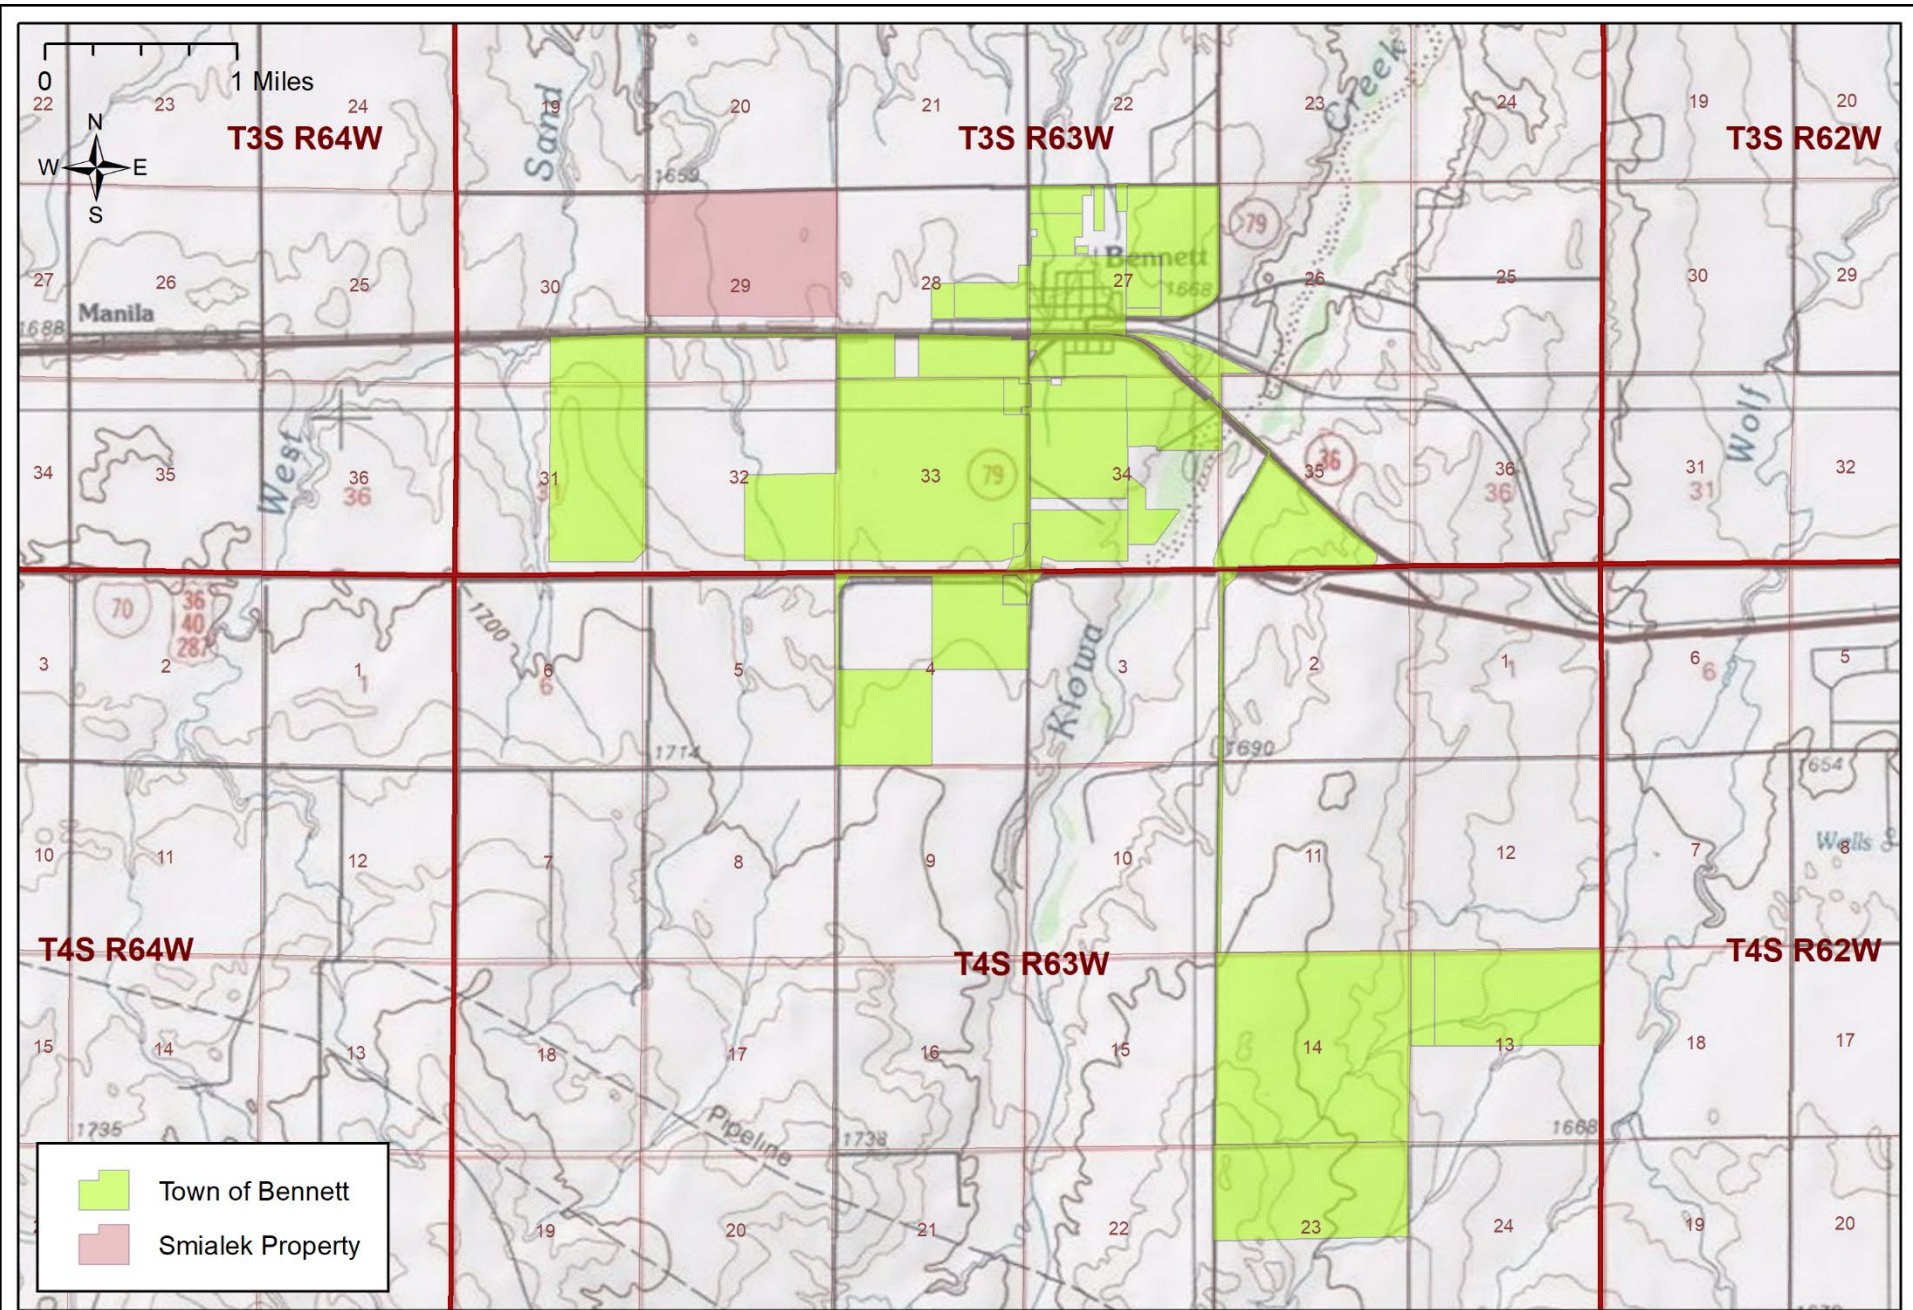 0 1 Miles
22 23 24 19 20 21 22 23 24 19 20
T3S R64W T3S R63W T3S R62W
Sand
Creek
N
W E
S
1659
79
Bennett
27 26 25 30 29 28 27 26 25 30 29
1668
Manila
1688
West
Wolf
34 35 36 31 32 33 34 35 36 31 32
36 79 36 36 31
70
36
40
287
1700
Kiowa
3 2 1 6 5 4 3 2 1 6 5
1 6 1 6
1714 1690 1654
10 11 12 7 8 9 10 11 12 7 8
Wells
T4S R64W T4S R63W T4S R62W
15 14 13 18 17 16 15 14 13 18 17
1735 Pipeline 1738 1668
19 20 21 22 23 24 19 20
Town of Bennett
Smialek Property